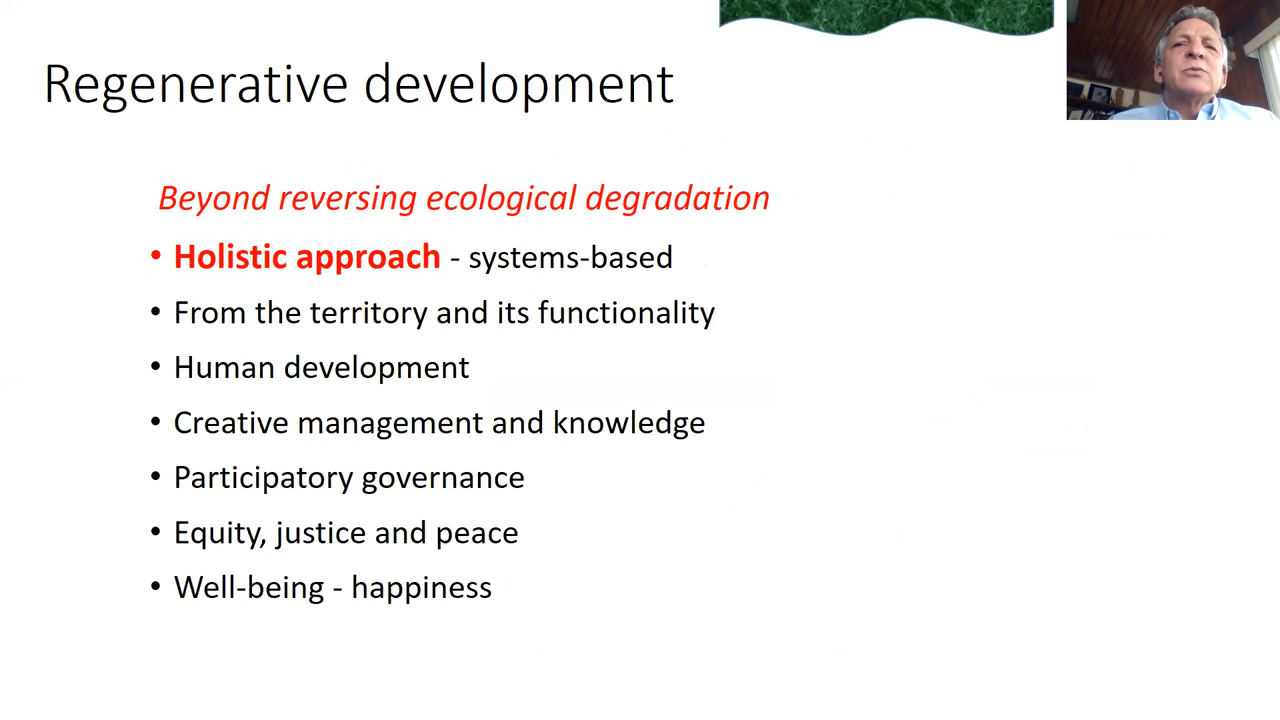 Regenerative development
Beyond reversing ecological degradation
• Holistic approach - systems-based
• From the territory and its functionality
• Human development
• Creative management and knowledge
• Participatory governance
• Equity, justice and peace
• Well-being - happiness